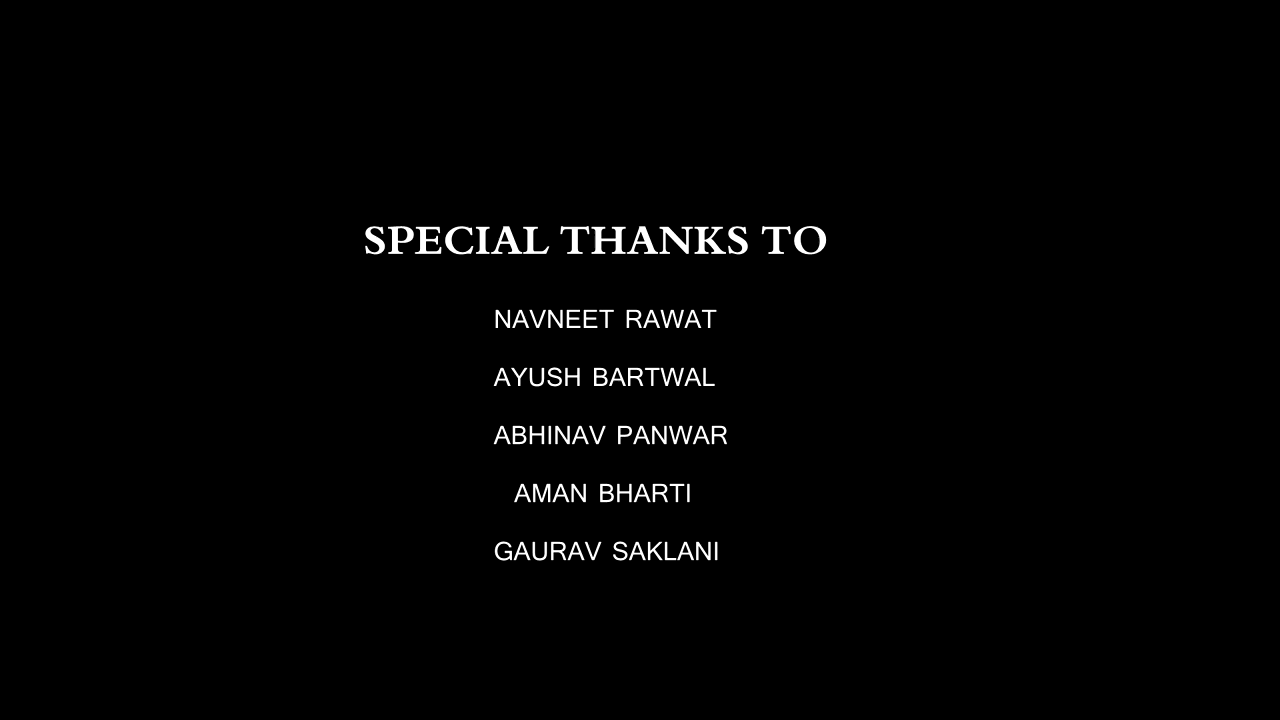 SPECIAL THANKS TO
NAVNEET RAWAT
AYUSH BARTWAL
ABHINAV PANWAR
AMAN BHARTI
GAURAV SAKLANI